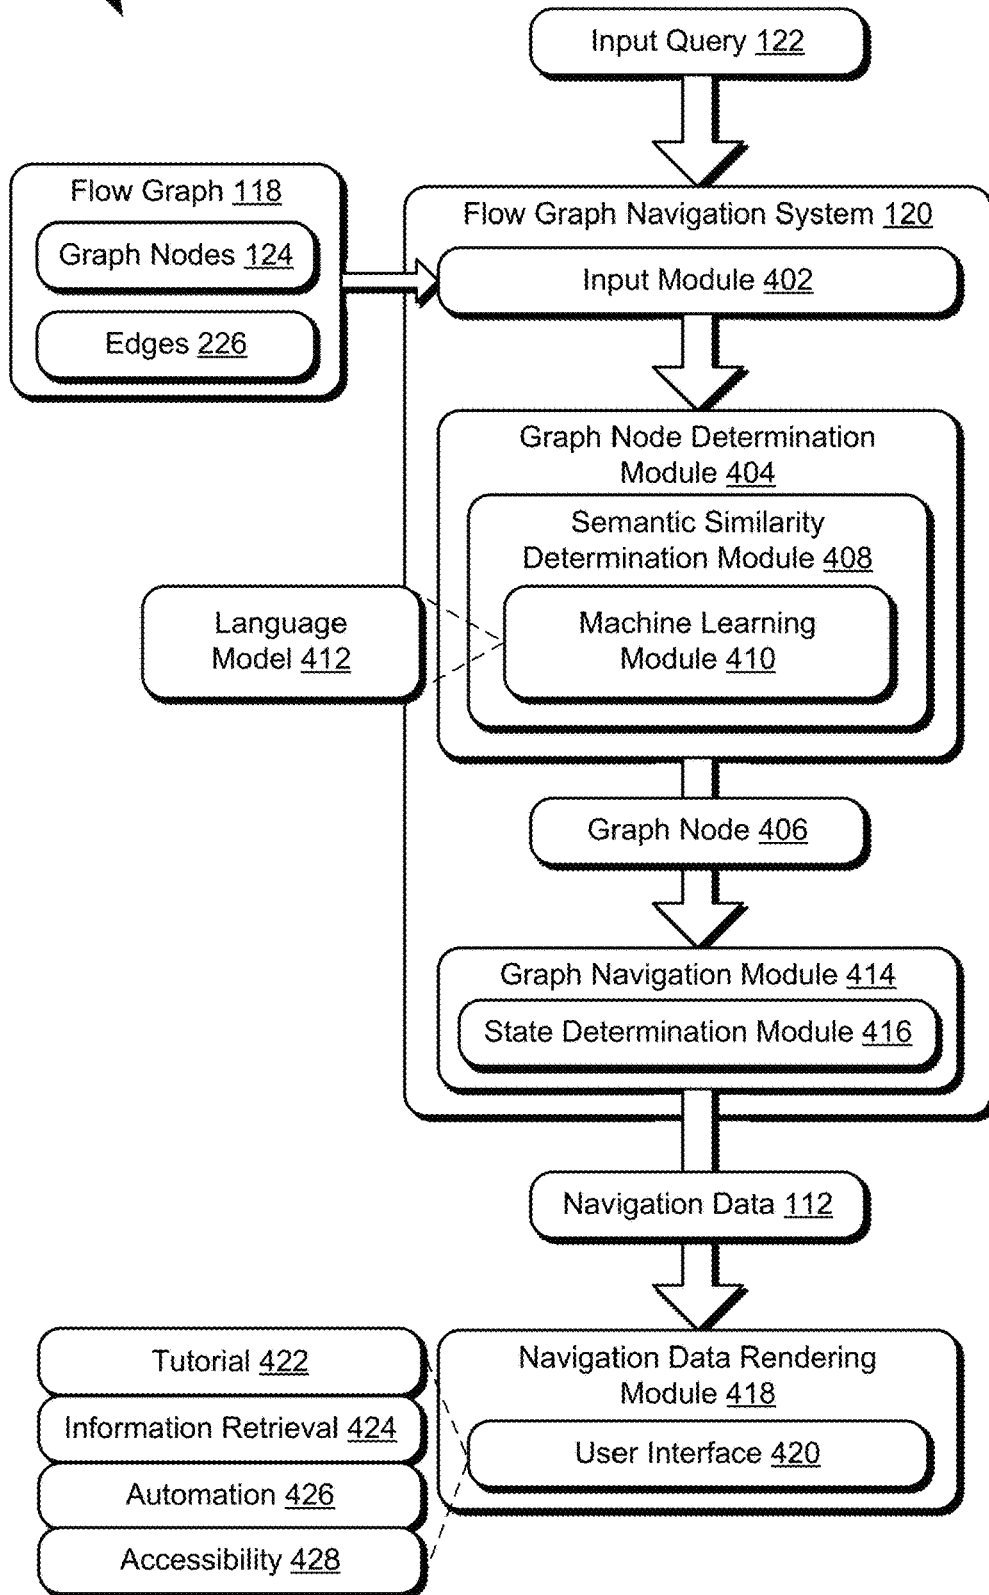 Input Query 122
Flow Graph 118
Graph Nodes 124
Edges 226
Flow Graph Navigation System 120
Input Module 402
Graph Node Determination
Module 404
Semantic Similarity
Determination Module 408
Machine Learning
Module 410
Language
Model 412
Graph Node 406
Graph Navigation Module 414
State Determination Module 416
Navigation Data 112
Navigation Data Rendering
Module 418
User Interface 420
Tutorial 422
Information Retrieval 424
Automation 426
Accessibility 428